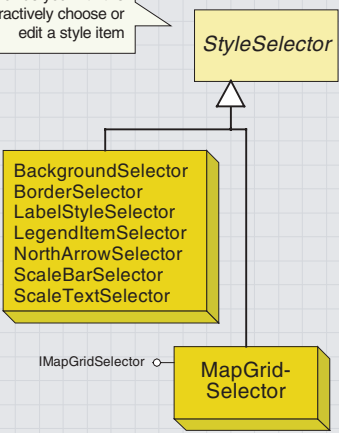 ractively choose or
edit a style item
StyleSelector
BackgroundSelector
BorderSelector
LabelStyleSelector
LegendItemSelector
NorthArrowSelector
ScaleBarSelector
ScaleTextSelector
IMapGridSelector
MapGrid-
Selector